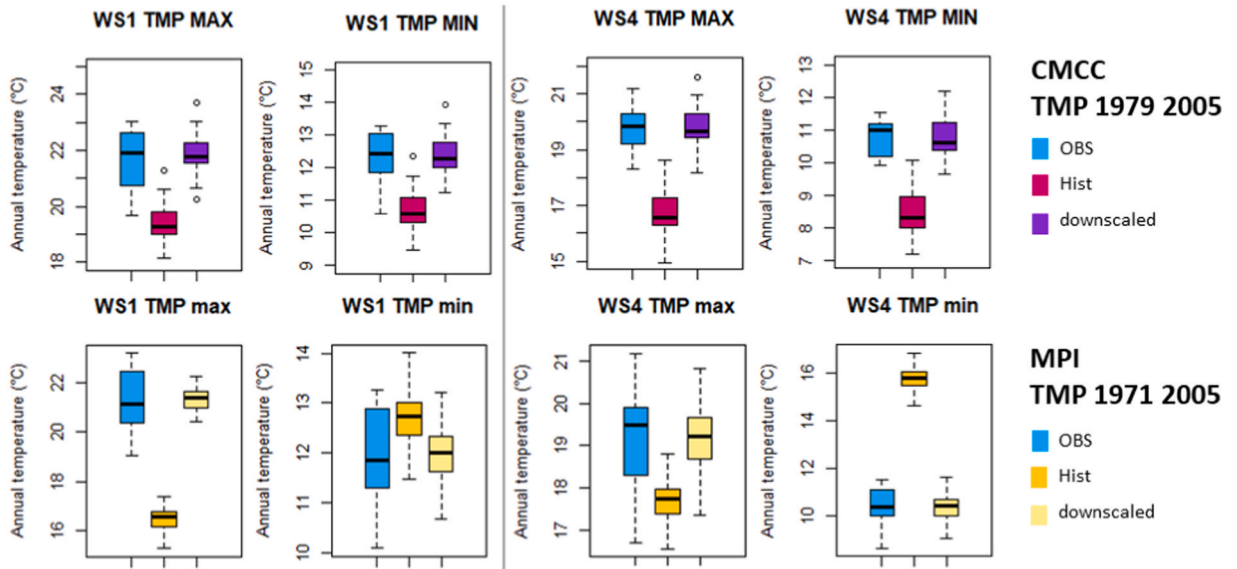 WS1 TMP MAX
Annual temperature (°C)
24
22
20
18
WS1 TMP MIN
Annual temperature (°C)
15
14
13
12
11
10
9
WS4 TMP MAX
Annual temperature (°C)
21
19
17
15
WS4 TMP MIN
Annual temperature (°C)
13
12
11
10
9
8
7
CMCC
TMP 1979 2005
OBS
Hist
downscaled
WS1 TMP max
Annual temperature (°C)
22
20
18
16
WS1 TMP min
Annual temperature (°C)
14
13
12
11
10
WS4 TMP max
Annual temperature (°C)
21
20
19
18
17
WS4 TMP min
Annual temperature (°C)
16
14
12
10
MPI
TMP 1971 2005
OBS
Hist
downscaled